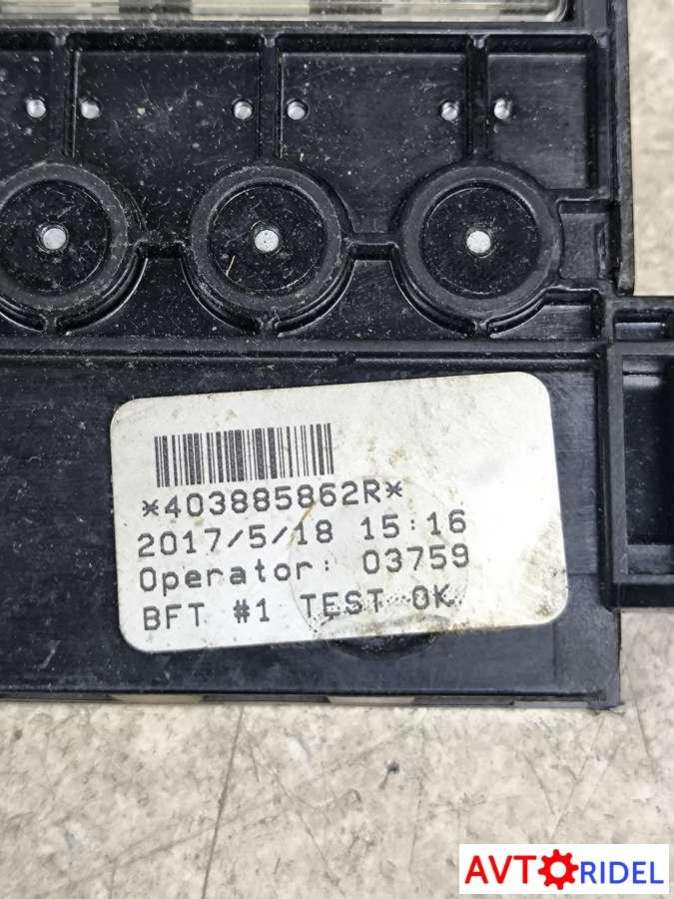 *403885862R*
2017/5/18 15:16
Operator: 03759
BFT #1 TEST OK
AVTORIDEL